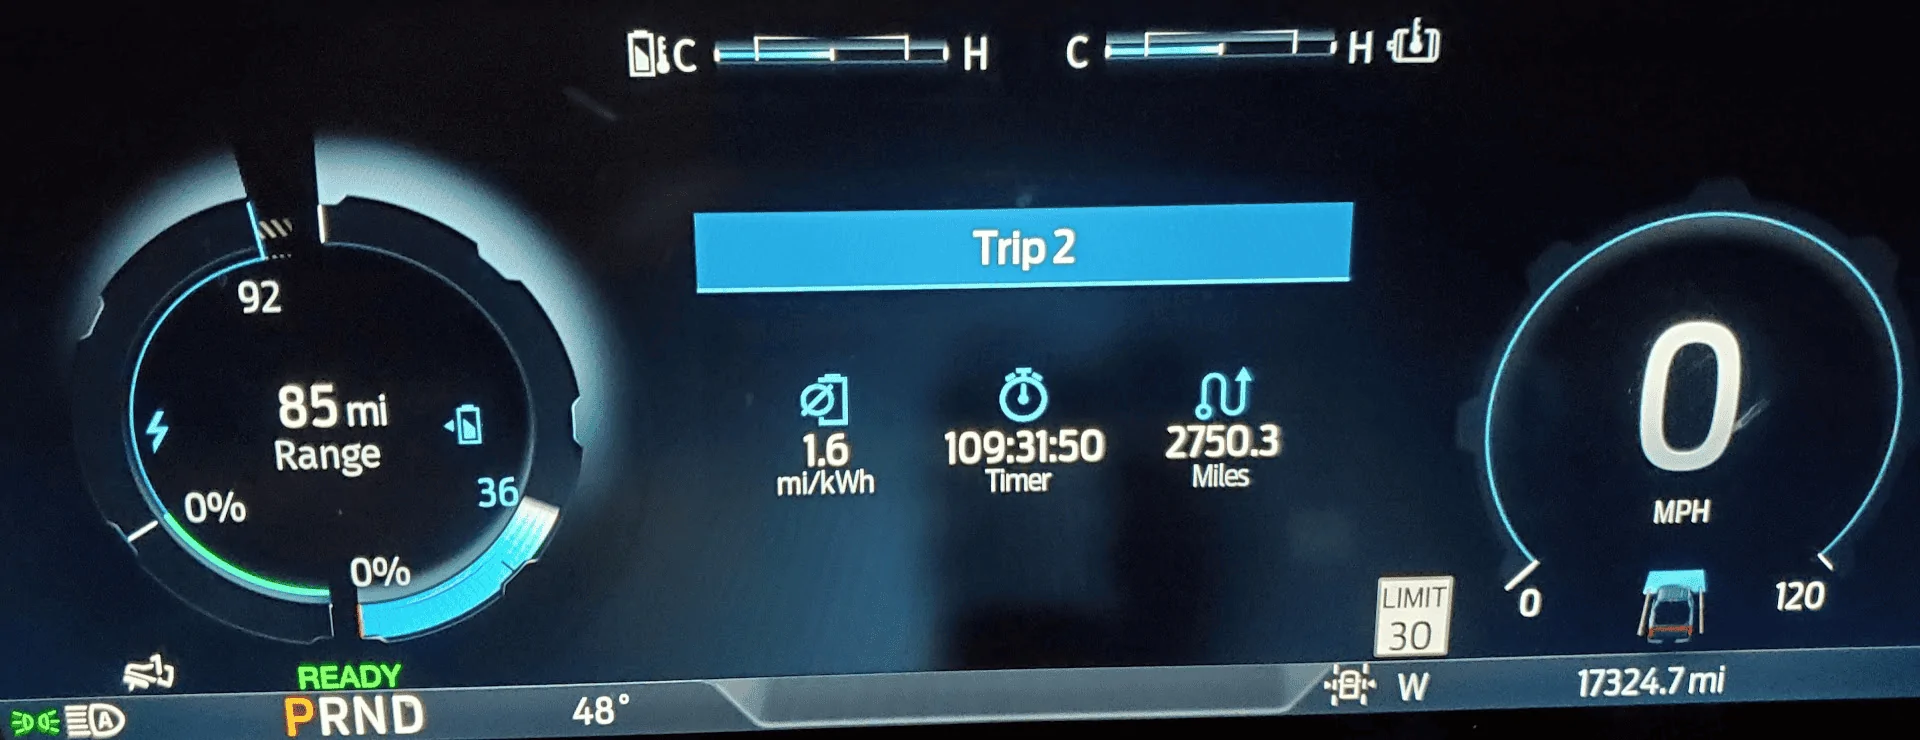 C H
C H
Trip 2
92
85 mi
Range
36
0%
0%
1.6
mi/kWh
109:31:50
Timer
2750.3
Miles
0
MPH
0
120
LIMIT
30
READY
PRND
48°
W
17324.7 mi
A